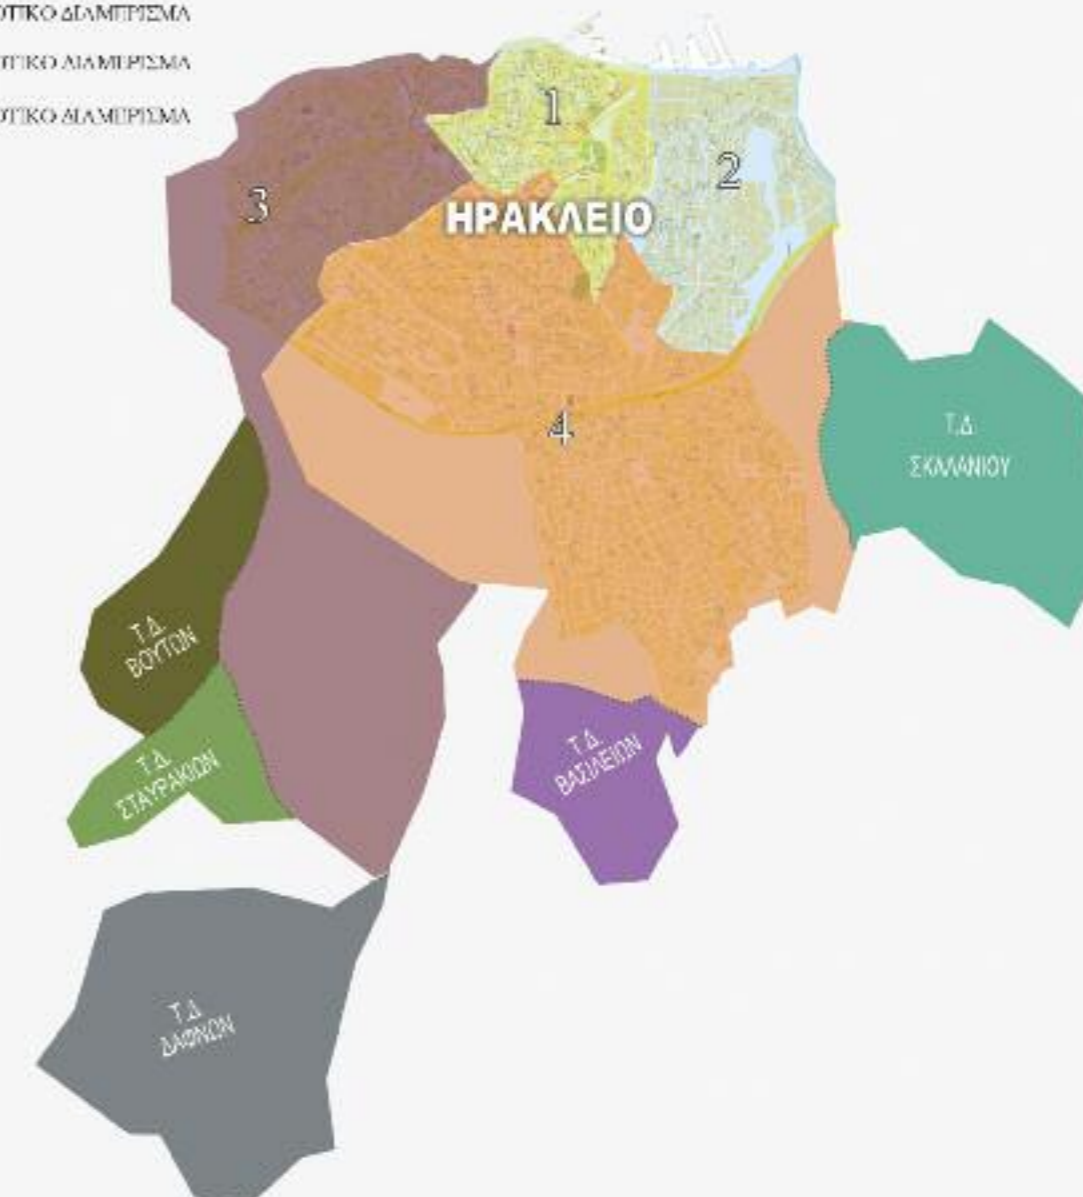 ΔΙΑΜΕΡΙΣΜΑ
ΔΙΑΜΕΡΙΣΜΑ
ΔΙΑΜΕΡΙΣΜΑ
1
2
3
ΗΡΑΚΛΕΙΟ
4
Τ.Δ.
ΣΚΑΛΑΝΙΟΥ
Τ.Δ.
ΒΟΥΤΩΝ
Τ.Δ.
ΣΤΑΥΡΑΚΙΩΝ
Τ.Δ.
ΒΑΣΙΛΕΙΩΝ
Τ.Δ.
ΔΑΦΝΩΝ